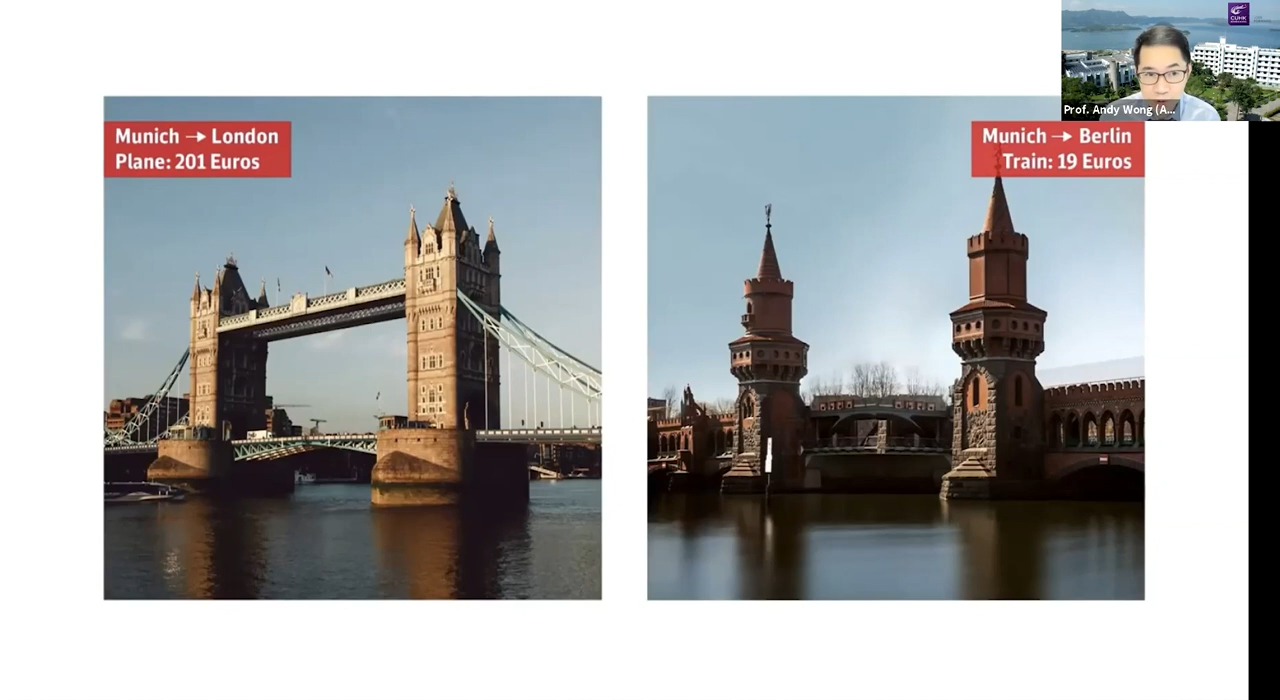 Munich → London
Plane: 201 Euros
Munich → Berlin
Train: 19 Euros
CUHK
Prof. Andy Wong (A...